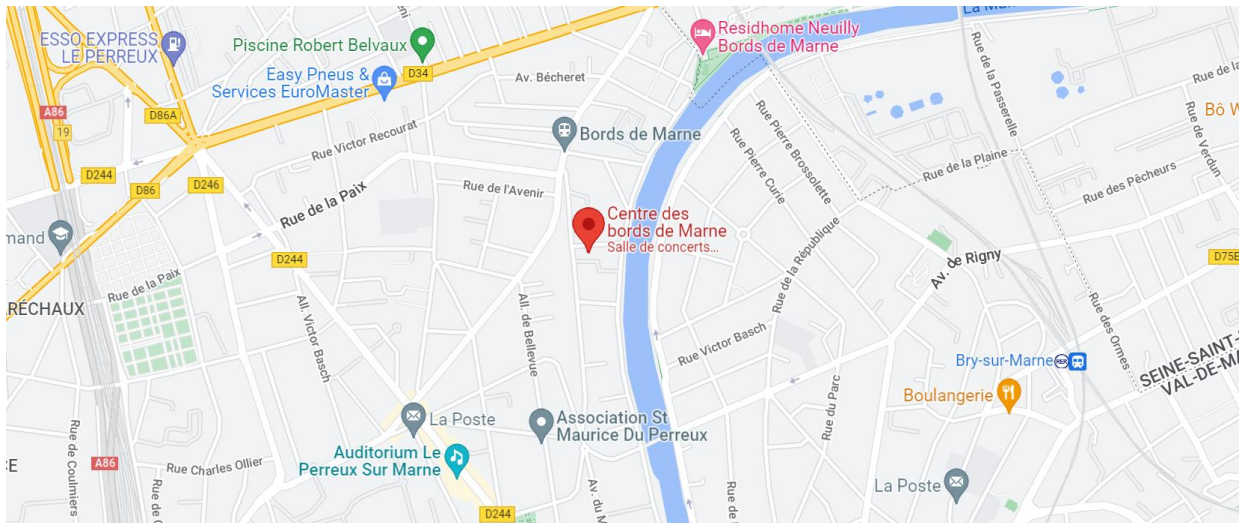 ESSO EXPRESS
LE PERREUX
Piscine Robert Belvaux
D34
Residhome Neuilly
Bords de Marne
Easy Pneus &
Services EuroMaster
Av. Bécheret
A86
19
D86A
Rue Victor Recourat
Bords de Marne
Rue Pierre Brossolette
Rue Pierre Curie
Rue de la Passerelle
Rue de la
Bô W
Rue de Verdun
Rue de la Plaine
Rue des Pêcheurs
D244
D86
D246
Rue de la Paix
Rue de l'Avenir
Centre des
bords de Marne
Salle de concerts...
Rue de la République
mand
D244
Av. de Rigny
D75E
Rue de la Paix
RÉCHAUX
All. Victor Basch
All. de Bellevue
Rue Victor Basch
Rue des Ormes
Bry-sur-Marne
RER
SEINE-SAINT-
VAL-DE-MA
Boulangerie
Rue du Parc
La Poste
Association St
Maurice Du Perreux
Auditorium Le
Perreux Sur Marne
Rue de Coulmiers
A86
Rue Charles Ollier
CE
Av. du M
La Poste
D244